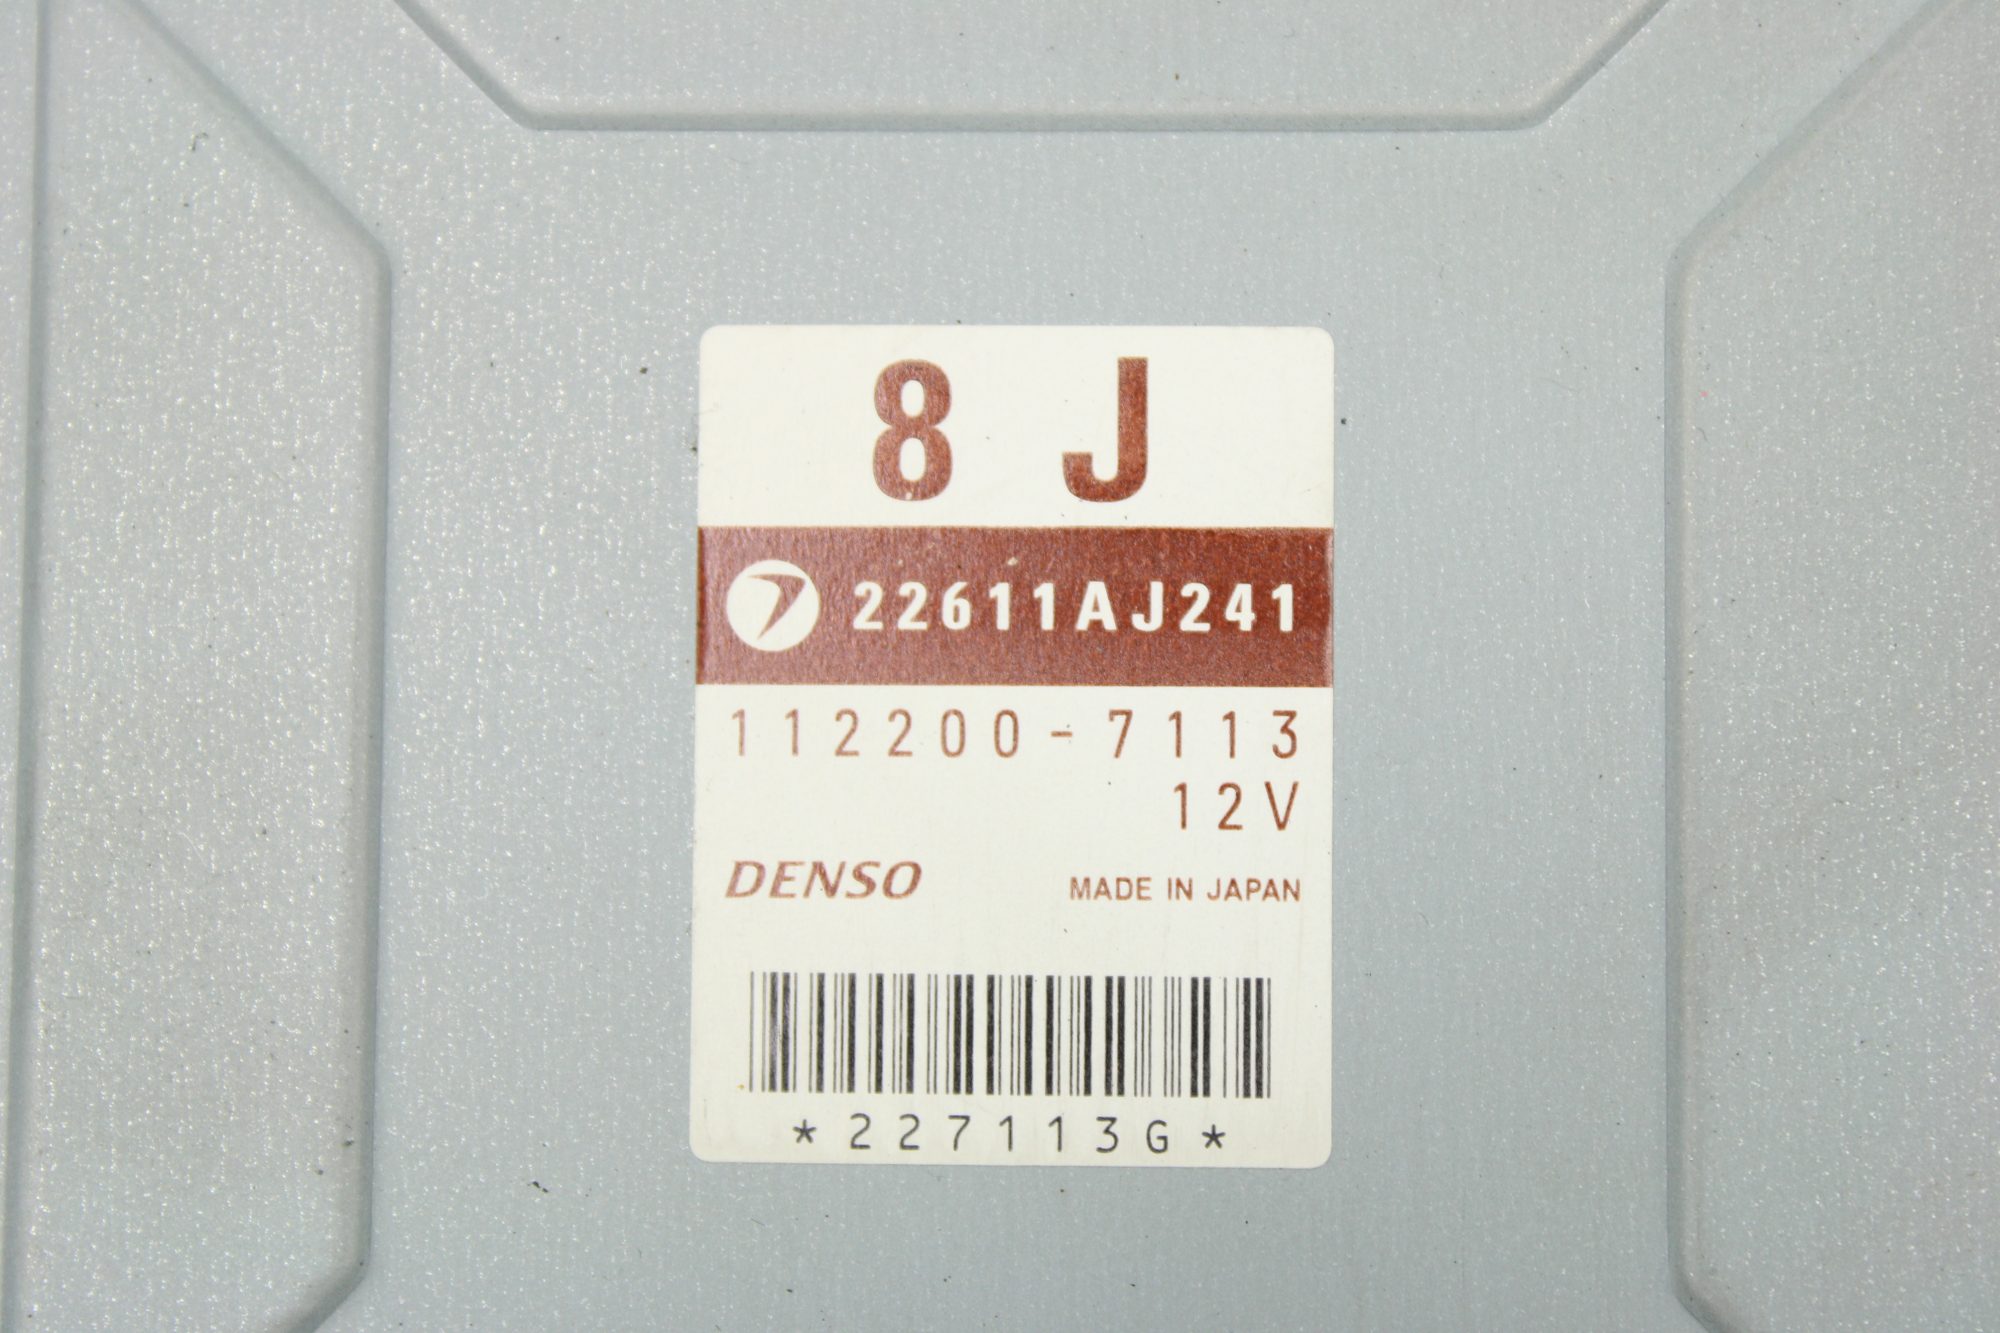 8 J
22611AJ241
112200-7113
12V
DENSO MADE IN JAPAN
*227113G*